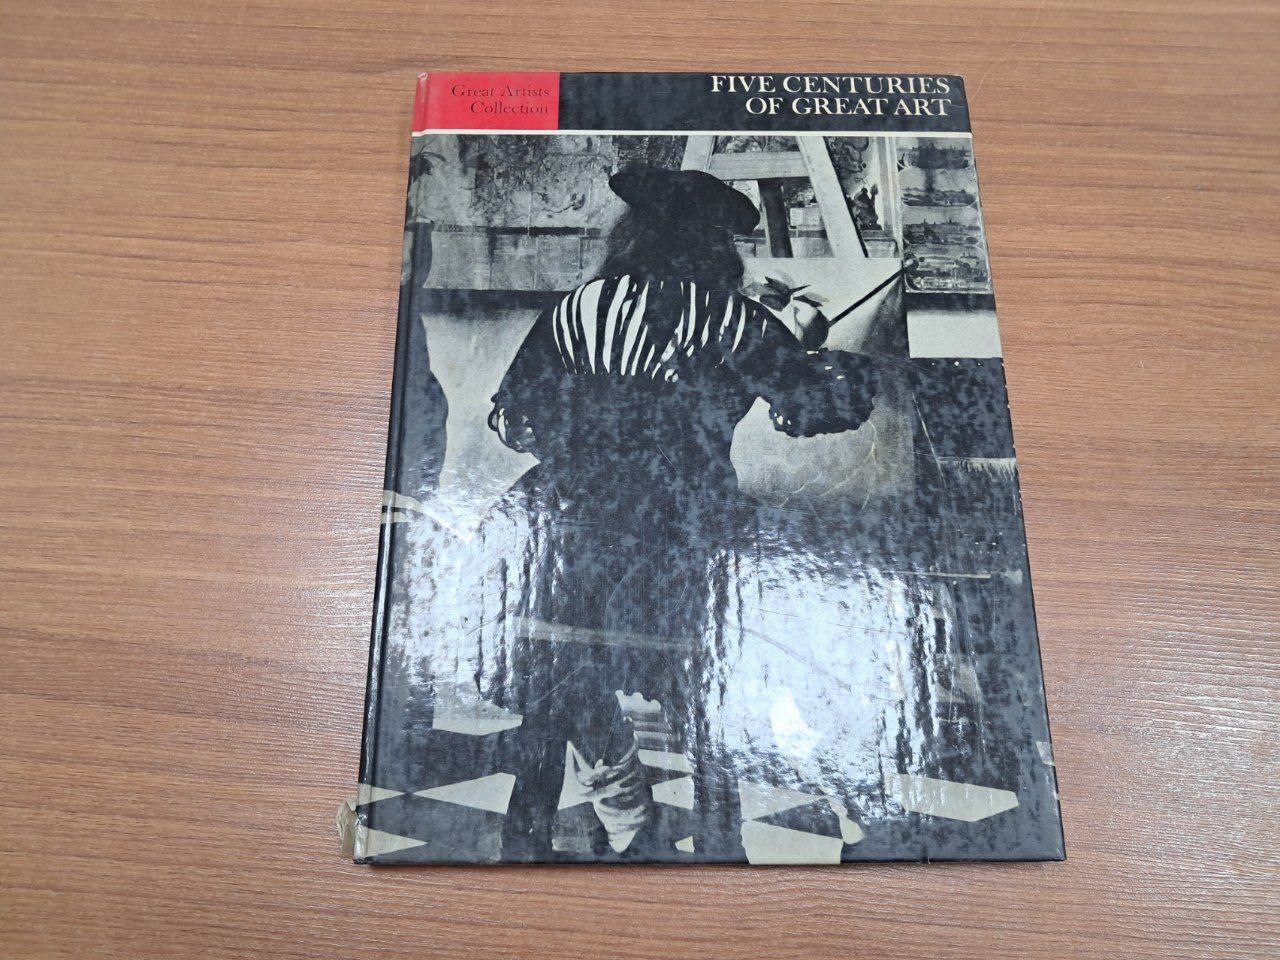 Great Artists
Collection
FIVE CENTURIES
OF GREAT ART